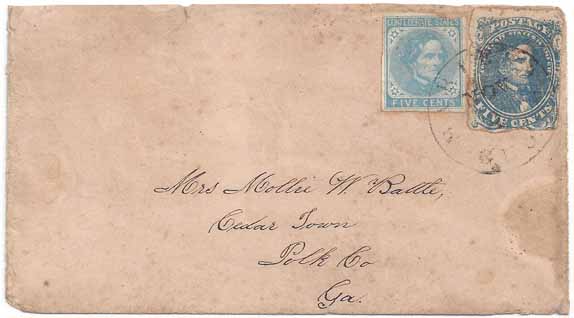 CONFEDERATE STATES
FIVE CENTS
POSTAGE
FIVE CENTS
Mrs Mollie W. Battle,
Cedar Town
Polk Co
Ga.